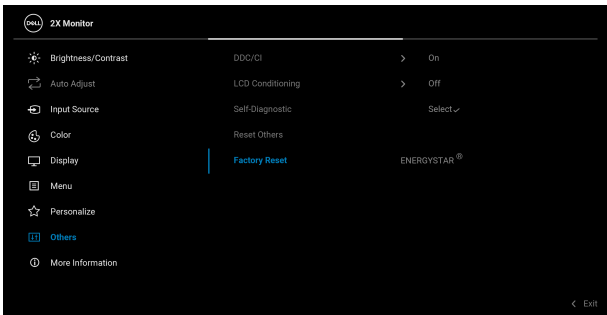 DELL 2X Monitor
Brightness/Contrast DDC/CI > On
Auto Adjust LCD Conditioning > Off
Input Source Self-Diagnostic Select
Color Reset Others
Display Factory Reset ENERGYSTAR ®
Menu
Personalize
Others
More Information
< Exit